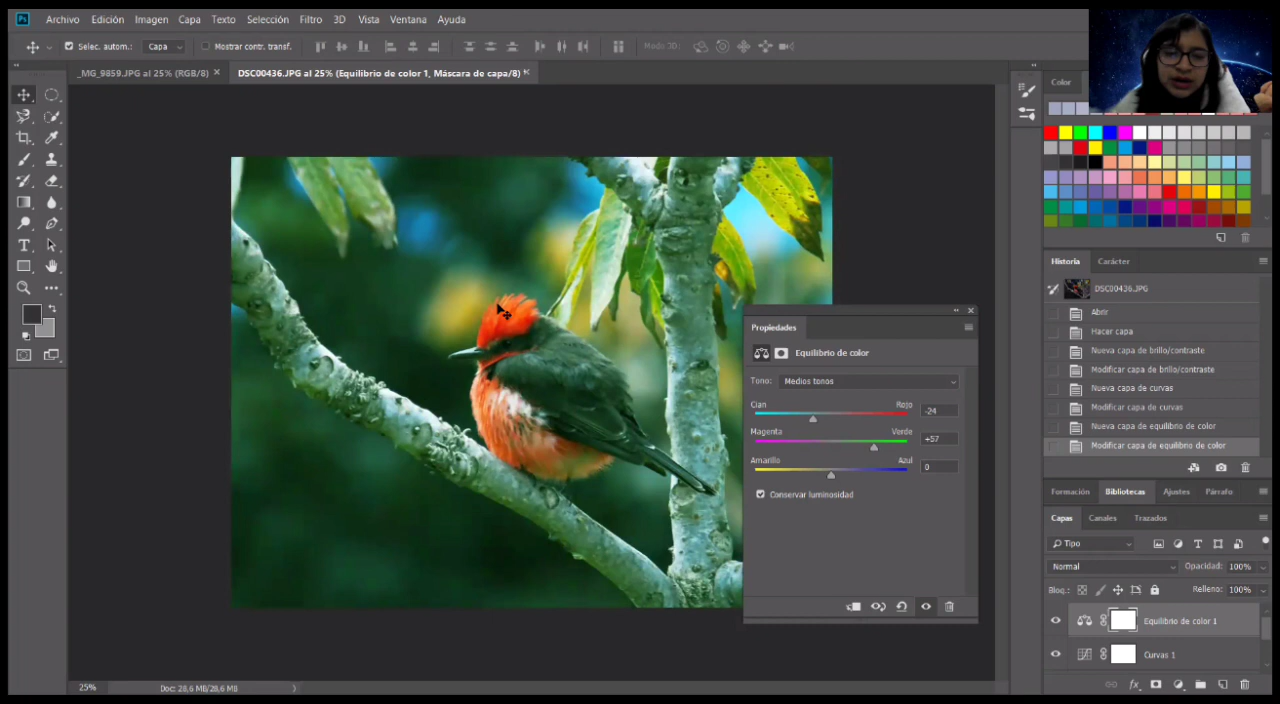 Ps Archivo Edición Imagen Capa Texto Selección Filtro 3D Vista Ventana Ayuda
Selec. autom.: Capa Mostrar contr. transf. Modo 3D:
_MG_9859.JPG al 25% (RGB/8) × DSC00436.JPG al 25% (Equilibrio de color 1, Máscara de capa/8) *
Color
Historia Carácter
DSC00436.JPG
Abrir
Hacer capa
Nueva capa de brillo/contraste
Modificar capa de brillo/contraste
Nueva capa de curvas
Modificar capa de curvas
Nueva capa de equilibrio de color
Modificar capa de equilibrio de color
Propiedades
Equilibrio de color
Tono: Medios tonos
Cian Rojo -24
Magenta Verde +57
Amarillo Azul 0
Conservar luminosidad
Formación Bibliotecas Ajustes Párrafo
Capas Canales Trazados
Tipo
Normal Opacidad: 100%
Bloq.: Relleno: 100%
Equilibrio de color 1
Curvas 1
25% Doc: 28,6 MB/28,6 MB